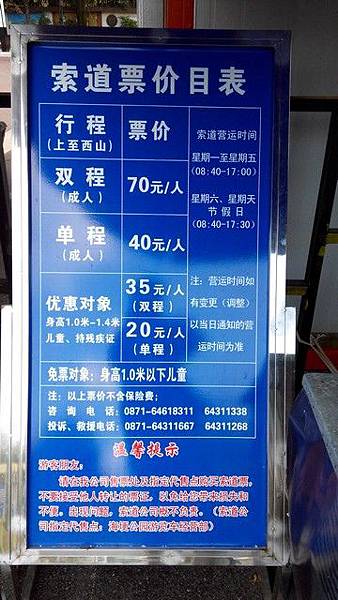 索道票价目表
行程
(上至西山)
票价
索道营运时间
星期一至星期五
(08:40-17:00)
星期六、星期天
节 假 日
(08:40-17:30)
双程
(成人)
70元/人
单程
(成人)
40元/人
优惠对象
身高1.0米-1.4米
儿童、持残疾证
35元/人
(双程)
20元/人
(单程)
注：营运时间如
有变更（调整）
以当日通知的营
运时间为准
免票对象：身高1.0米以下儿童
注：以上票价不含保险费；
咨 询 电 话：0871-64618311 64311338
投诉、救援电话：0871-64311667 64311268
温馨提示
游客朋友：
请在我公司售票处及指定代售点购买索道票，
不要接受他人转让的票证，以免给您带来损失和
不便。出现问题，索道公司概不负责。（索道公
司指定代售点：海埂公园游览车经营部）